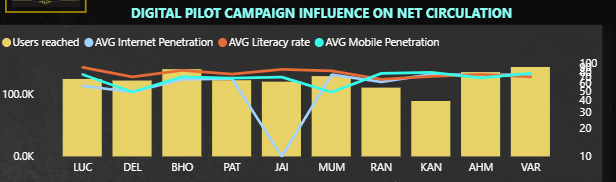 DIGITAL PILOT CAMPAIGN INFLUENCE ON NET CIRCULATION
Users reached AVG Internet Penetration AVG Literacy rate AVG Mobile Penetration
100.0K
0.0K
100
50
40
30
20
10
LUC DEL BHO PAT JAI MUM RAN KAN AHM VAR